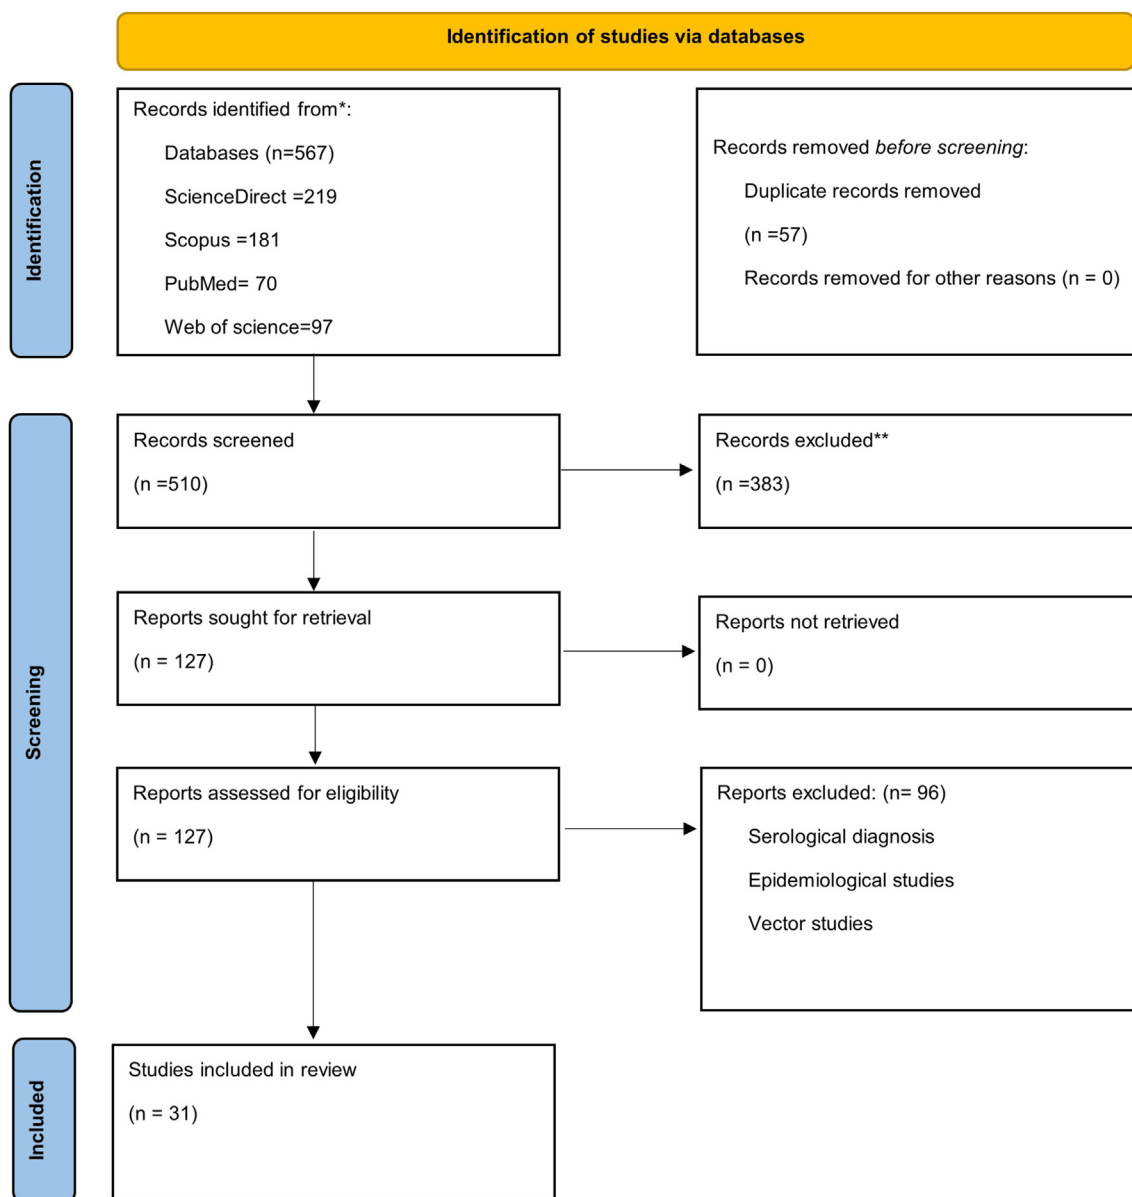 Identification of studies via databases
Identification
Records identified from*:
Databases (n=567)
ScienceDirect =219
Scopus =181
PubMed= 70
Web of science=97
Records removed before screening:
Duplicate records removed
(n =57)
Records removed for other reasons (n = 0)
Screening
Records screened
(n =510)
Records excluded**
(n =383)
Reports sought for retrieval
(n = 127)
Reports not retrieved
(n = 0)
Reports assessed for eligibility
(n = 127)
Reports excluded: (n= 96)
Serological diagnosis
Epidemiological studies
Vector studies
Included
Studies included in review
(n = 31)